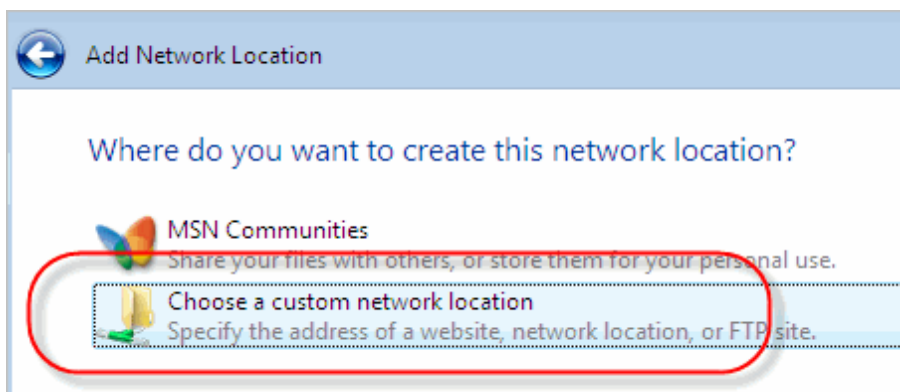 Add Network Location
Where do you want to create this network location?
MSN Communities
Share your files with others, or store them for your personal use.
Choose a custom network location
Specify the address of a website, network location, or FTP site.